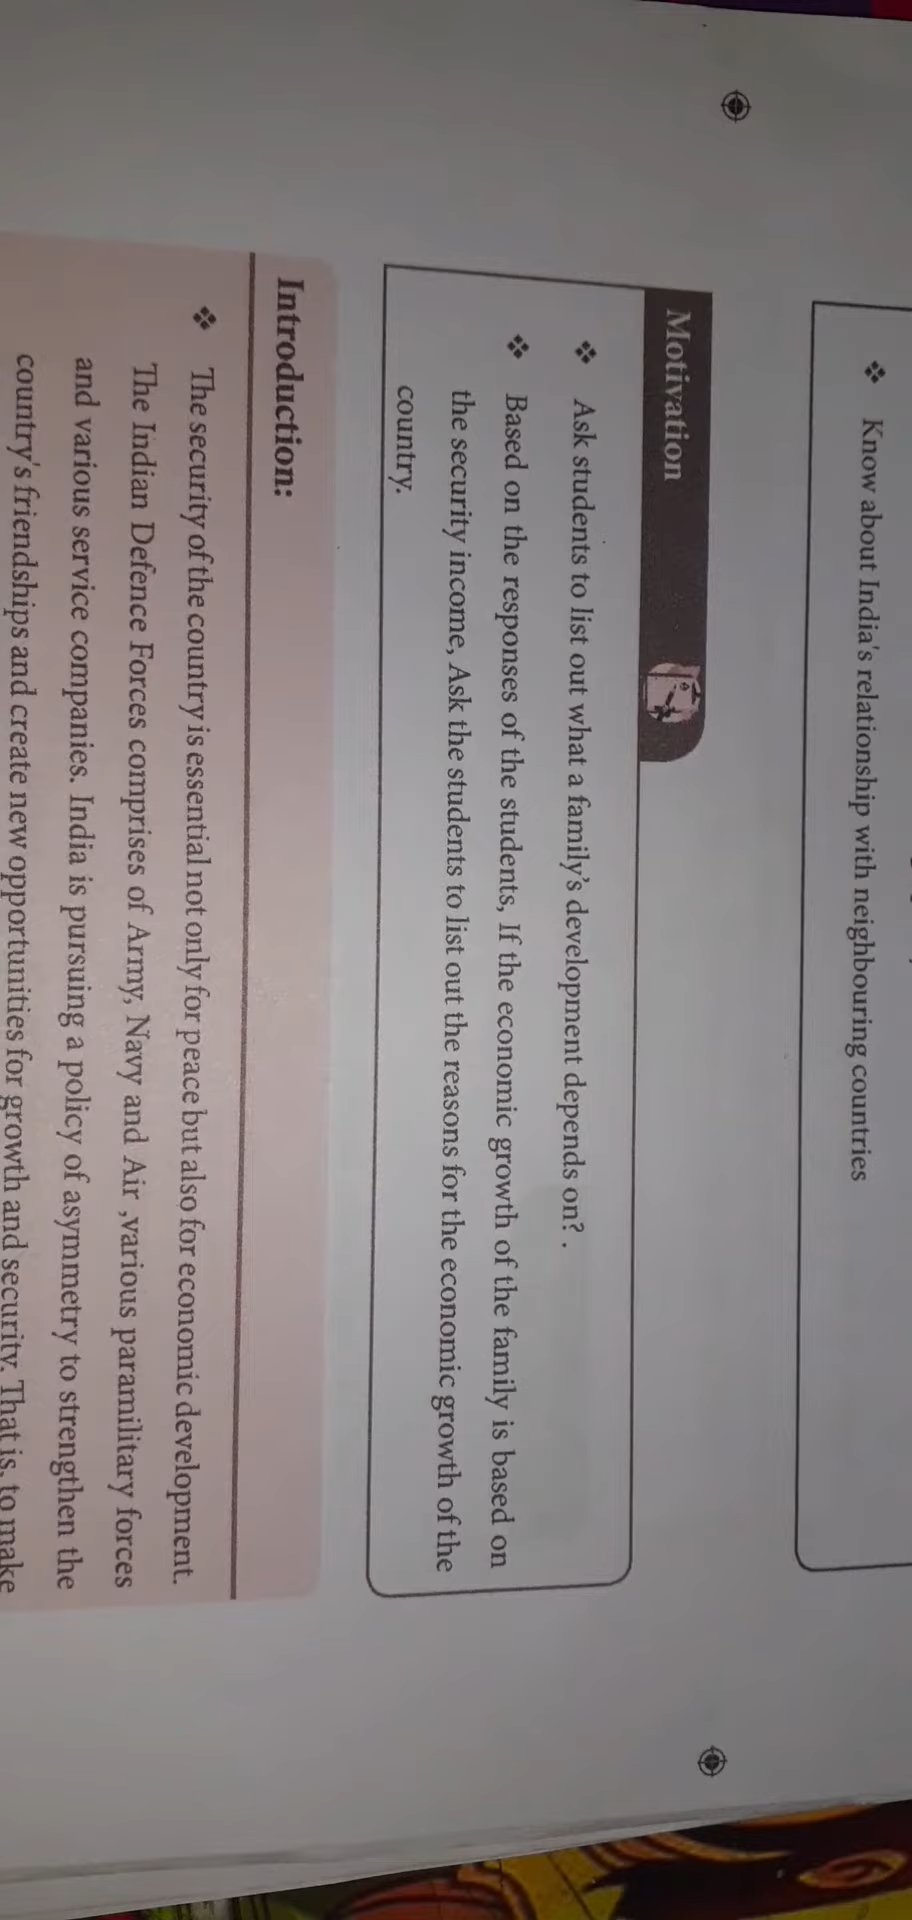 ❖ Know about India's relationship with neighbouring countries
Motivation
❖ Ask students to list out what a family's development depends on? .
❖ Based on the responses of the students, If the economic growth of the family is based on
the security income, Ask the students to list out the reasons for the economic growth of the
country.
Introduction:
❖ The security of the country is essential not only for peace but also for economic development.
The Indian Defence Forces comprises of Army, Navy and Air ,various paramilitary forces
and various service companies. India is pursuing a policy of asymmetry to strengthen the
country's friendships and create new opportunities for growth and security. That is, to make